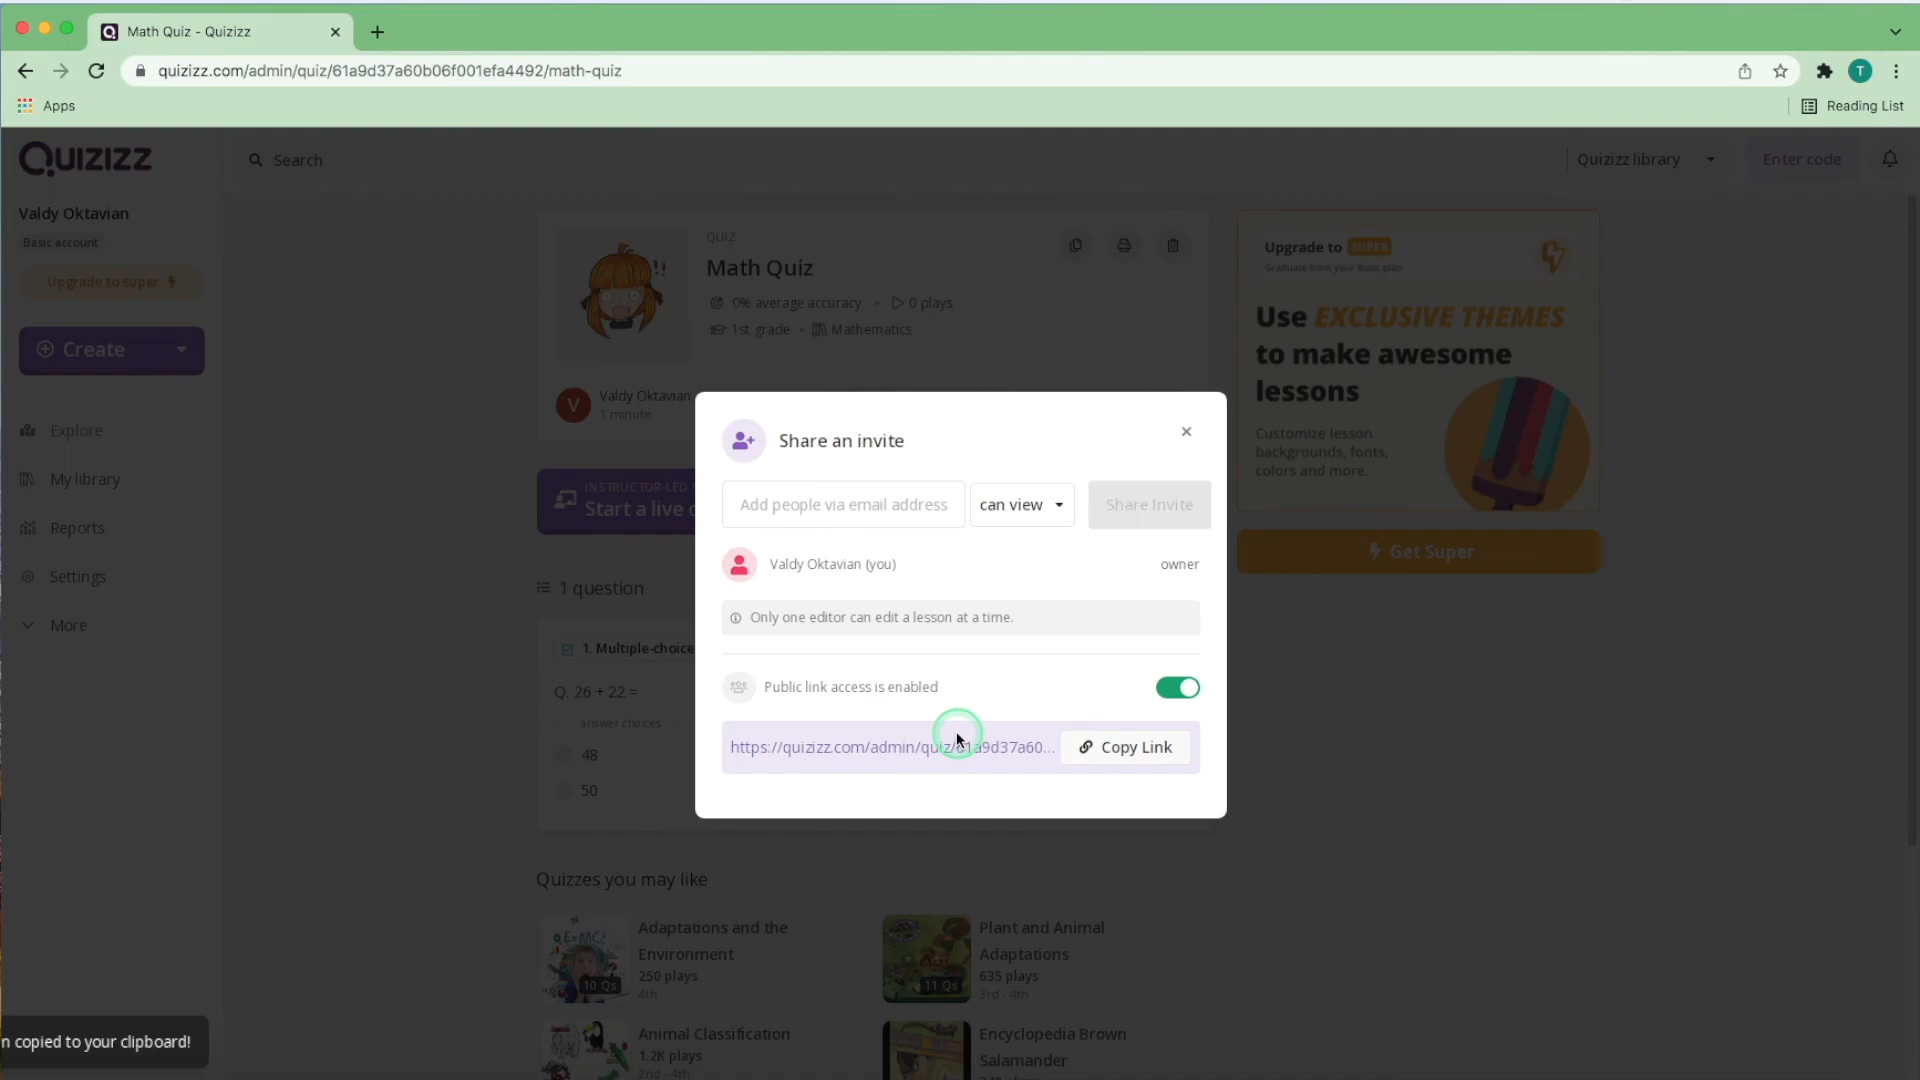 Math Quiz - Quizizz
quizizz.com/admin/quiz/61a9d37a60b06f001efa4492/math-quiz
Apps
Reading List
QUIZIZZ
Search
Quizizz library
Enter code
Valdy Oktavian
Basic account
Upgrade to super
Create
Explore
My library
Reports
Settings
More
QUIZ
Math Quiz
0% average accuracy • 0 plays
1st grade • Mathematics
V
Valdy Oktavian
1 minute
INSTRUCTOR-LED
Start a live
1 question
1. Multiple-choice
Q. 26 + 22 =
answer choices
48
50
Share an invite
Add people via email address
can view
Share Invite
Valdy Oktavian (you)
owner
Only one editor can edit a lesson at a time.
Public link access is enabled
https://quizizz.com/admin/quiz/61a9d37a60...
Copy Link
Upgrade to SUPER
Graduate from your Basic plan
Use EXCLUSIVE THEMES
to make awesome
lessons
Customize lesson
backgrounds, fonts,
colors and more.
Get Super
Quizzes you may like
Adaptations and the
Environment
250 plays
4th
10 Qs
Plant and Animal
Adaptations
635 plays
3rd - 4th
11 Qs
Animal Classification
1.2K plays
2nd - 4th
Encyclopedia Brown
Salamander
n copied to your clipboard!
T